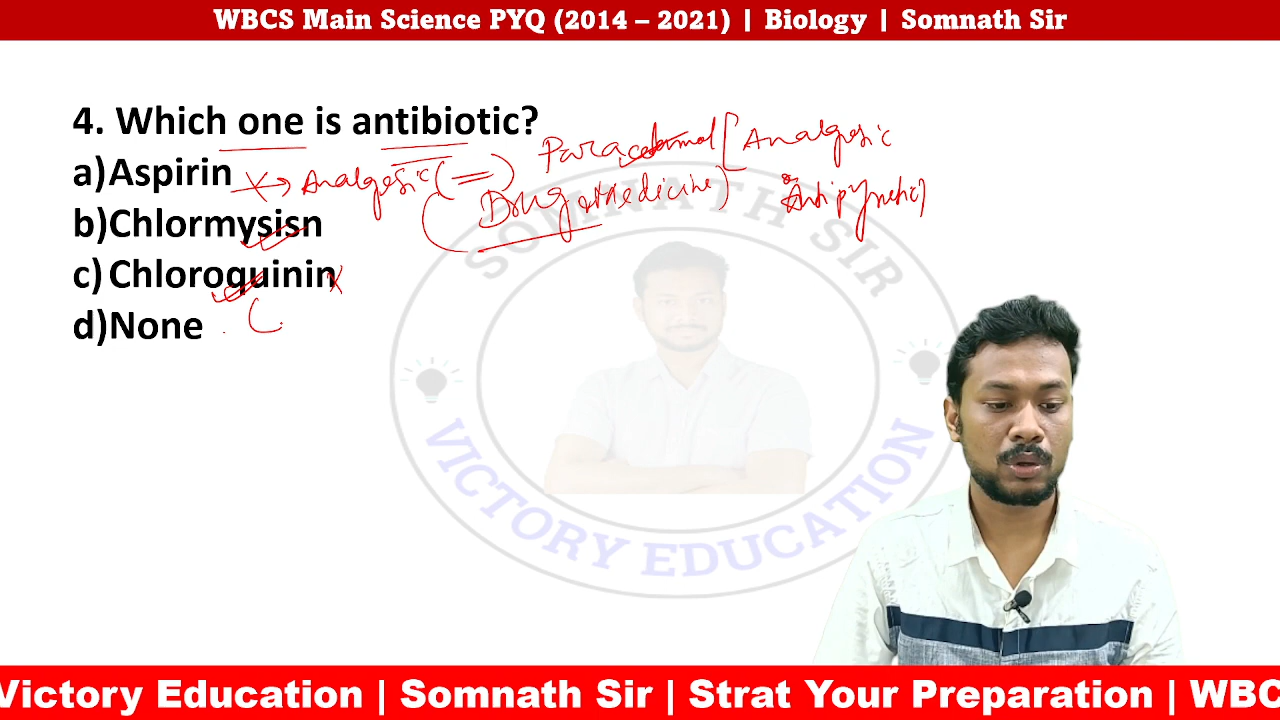 WBCS Main Science PYQ (2014 – 2021) | Biology | Somnath Sir
4. Which one is antibiotic?
a)Aspirin
Analgesic (=)
Paracetamol [Analgesic
Antipyretic]
(Drug Medicine)
b)Chlormysisn
c) Chloroquinin
d)None
SOMNATH SIR
VICTORY EDUCATION
Victory Education | Somnath Sir | Strat Your Preparation | WBC